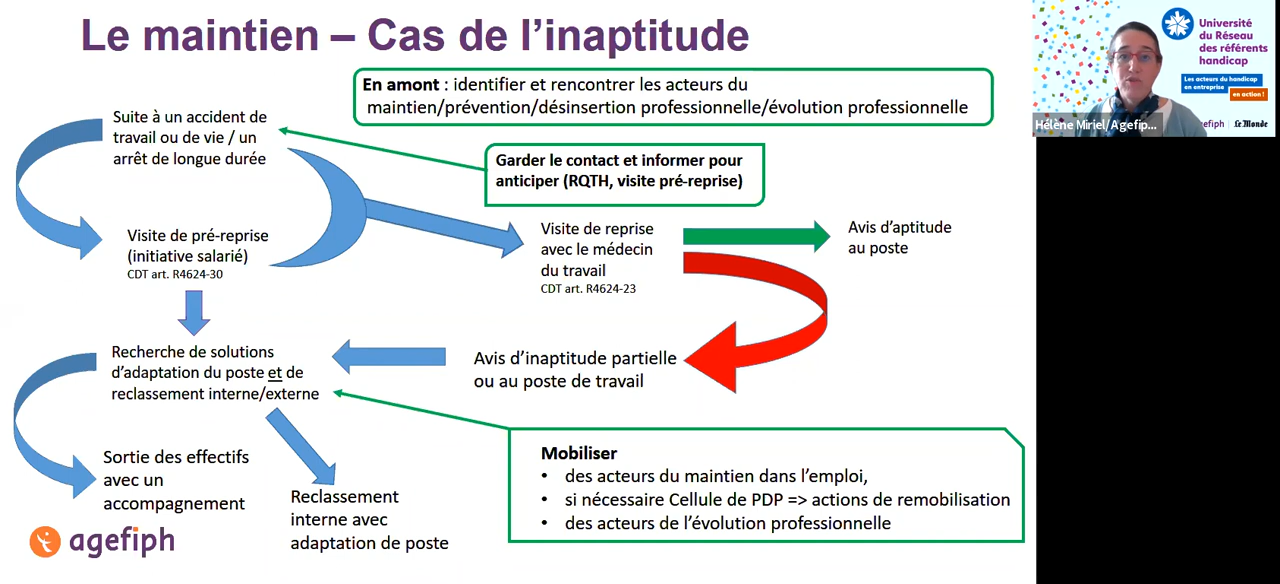 Le maintien – Cas de l'inaptitude
En amont : identifier et rencontrer les acteurs du
maintien/prévention/désinsertion professionnelle/évolution professionnelle
Suite à un accident de
travail ou de vie / un
arrêt de longue durée
Garder le contact et informer pour
anticiper (RQTH, visite pré-reprise)
Visite de pré-reprise
(initiative salarié)
CDT art. R4624-30
Visite de reprise
avec le médecin
du travail
CDT art. R4624-23
Avis d'aptitude
au poste
Recherche de solutions
d'adaptation du poste et de
reclassement interne/externe
Avis d'inaptitude partielle
ou au poste de travail
Sortie des effectifs
avec un
accompagnement
Reclassement
interne avec
adaptation de poste
Mobiliser
• des acteurs du maintien dans l'emploi,
• si nécessaire Cellule de PDP => actions de remobilisation
• des acteurs de l'évolution professionnelle
agefiph
Université
du Réseau
des référents
handicap
Les acteurs du handicap
en entreprise
en action !
Hélène Miriel/Agefip...
gefiph
Le Monde